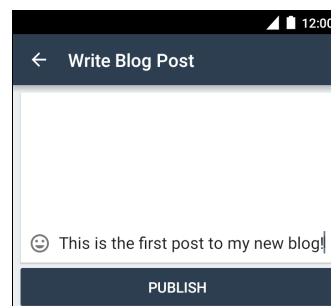 12:00
Write Blog Post
This is the first post to my new blog!
PUBLISH